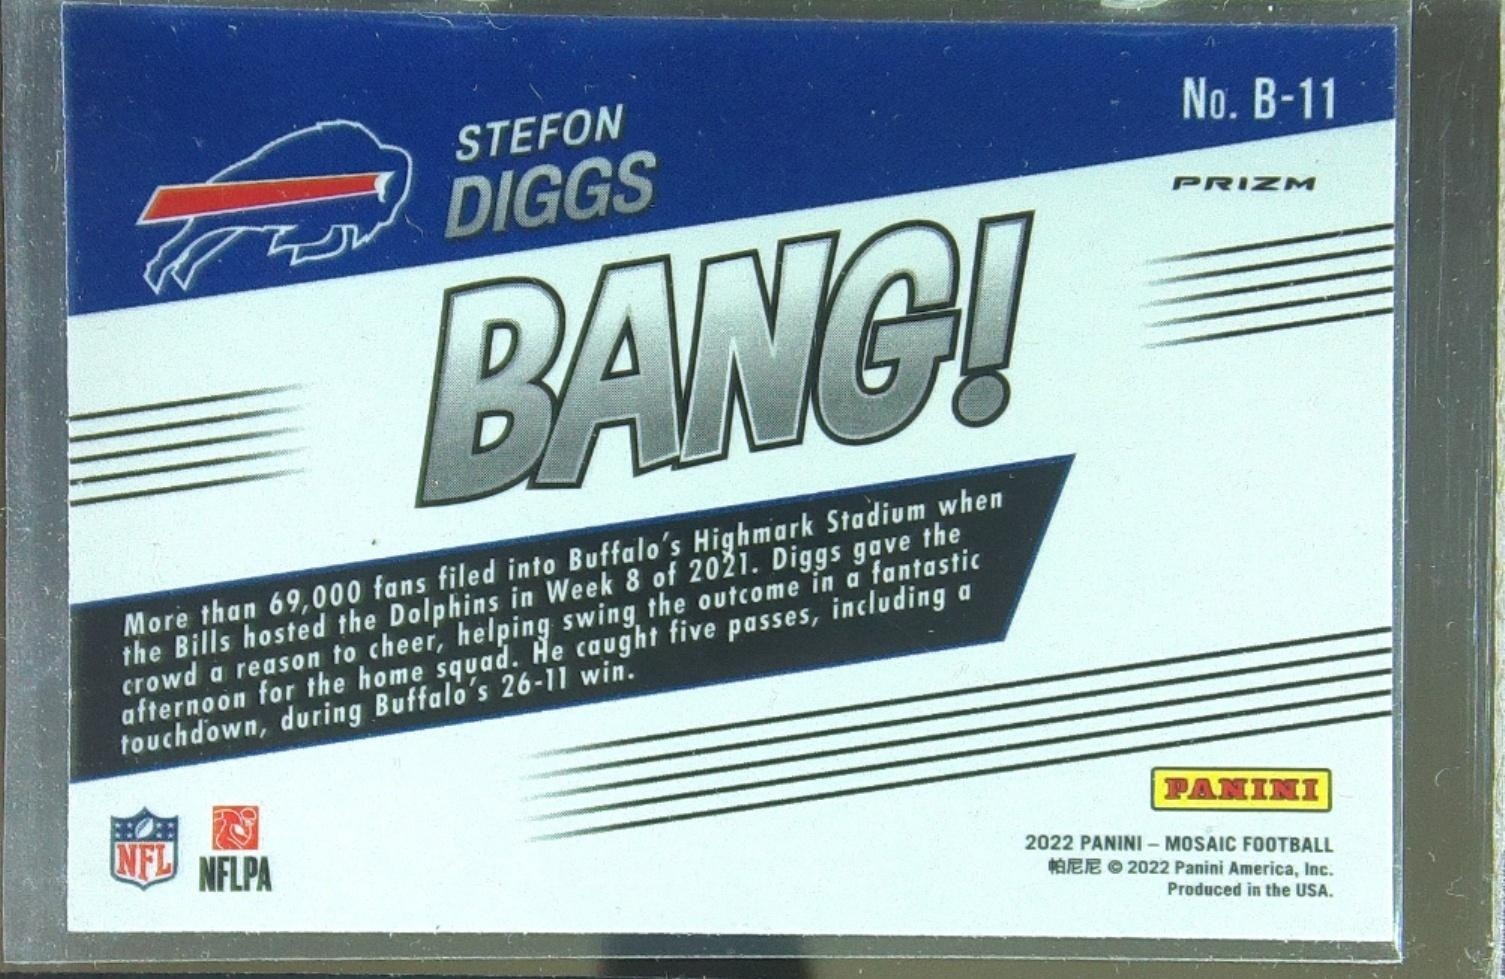 No. B-11
STEFON
DIGGS
PRIZM
BANG!
More than 69,000 fans filed into Buffalo's Highmark Stadium when
the Bills hosted the Dolphins in Week 8 of 2021. Diggs gave the
crowd a reason to cheer, helping swing the outcome in a fantastic
afternoon for the home squad. He caught five passes, including a
touchdown, during Buffalo's 26-11 win.
PANINI
NFL
NFLPA
2022 PANINI – MOSAIC FOOTBALL
帕尼尼 © 2022 Panini America, Inc.
Produced in the USA.